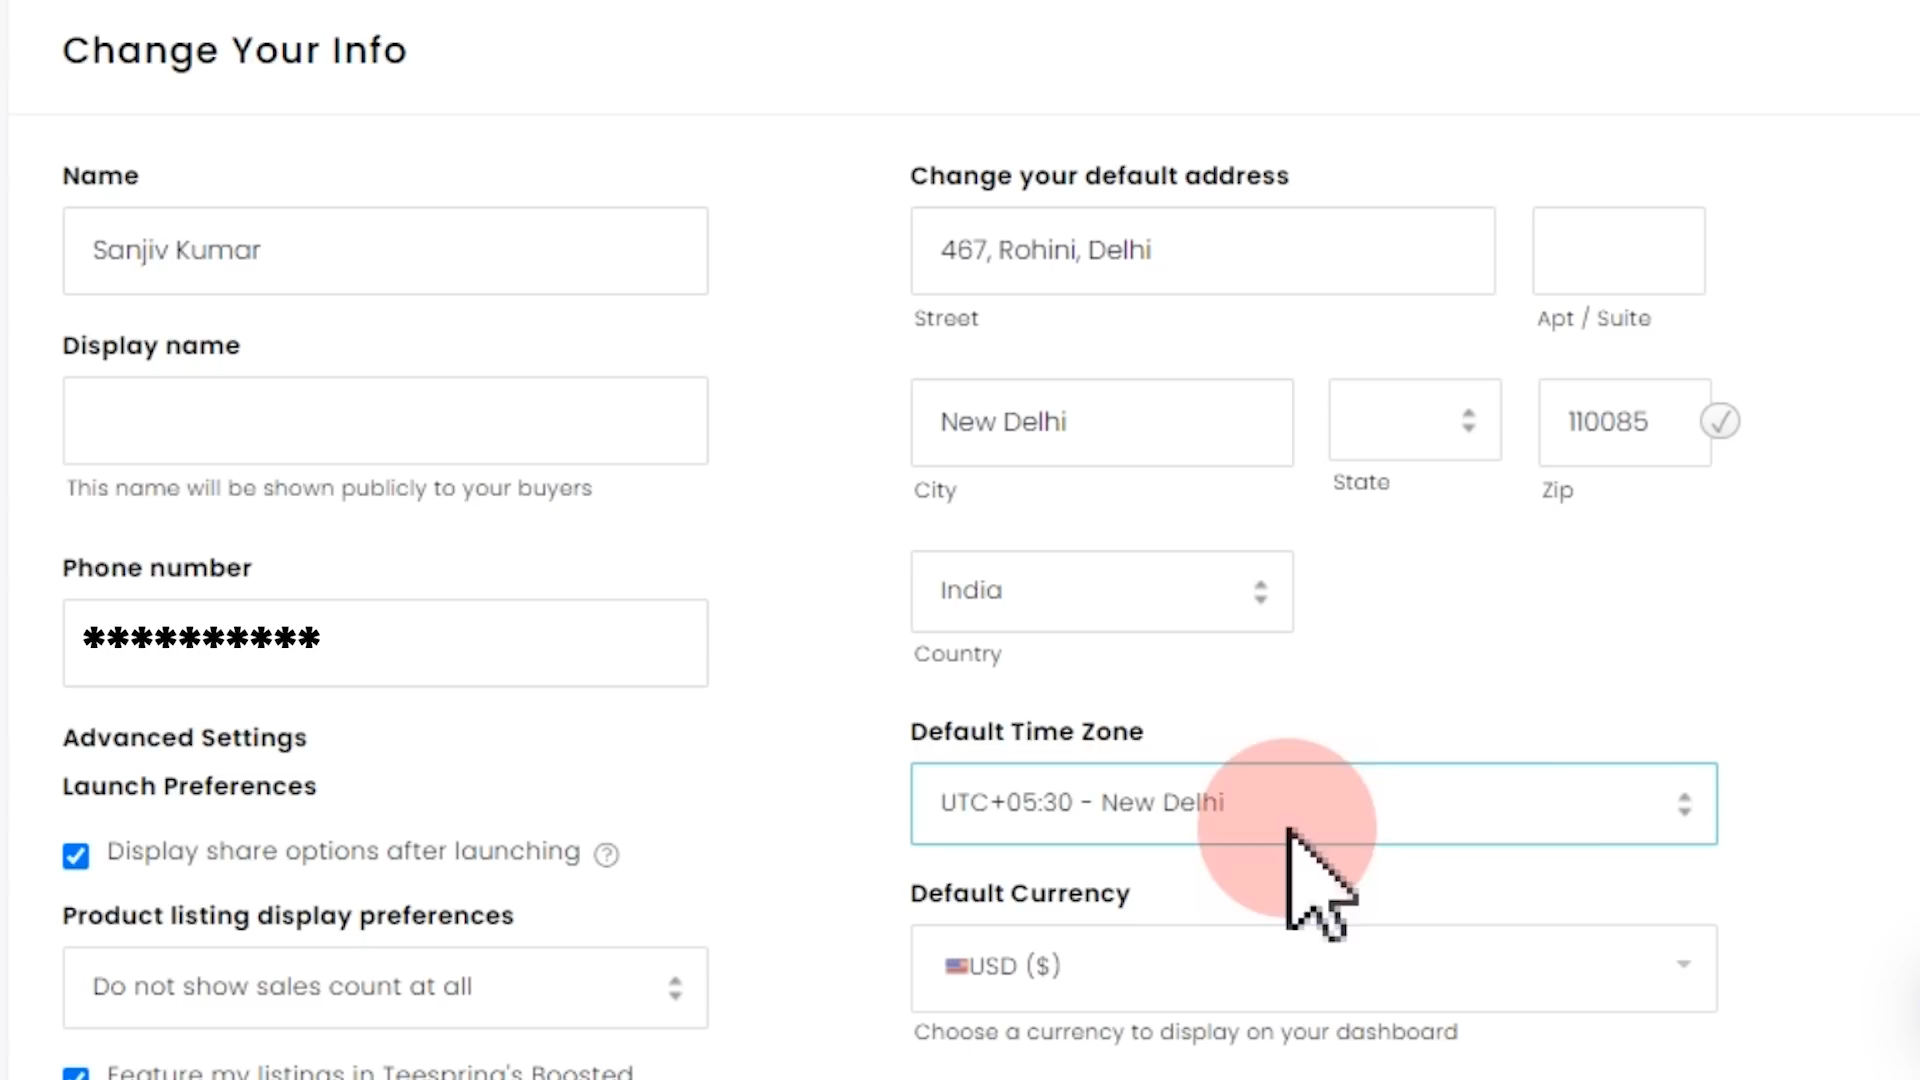 Change Your Info
Name
Sanjiv Kumar
Display name
This name will be shown publicly to your buyers
Phone number
**********
Advanced Settings
Launch Preferences
Display share options after launching ?
Product listing display preferences
Do not show sales count at all
Feature my listings in Teespring's Boosted
Change your default address
467, Rohini, Delhi
Street
Apt / Suite
New Delhi
City
State
110085
Zip
India
Country
Default Time Zone
UTC+05:30 - New Delhi
Default Currency
USD ($)
Choose a currency to display on your dashboard